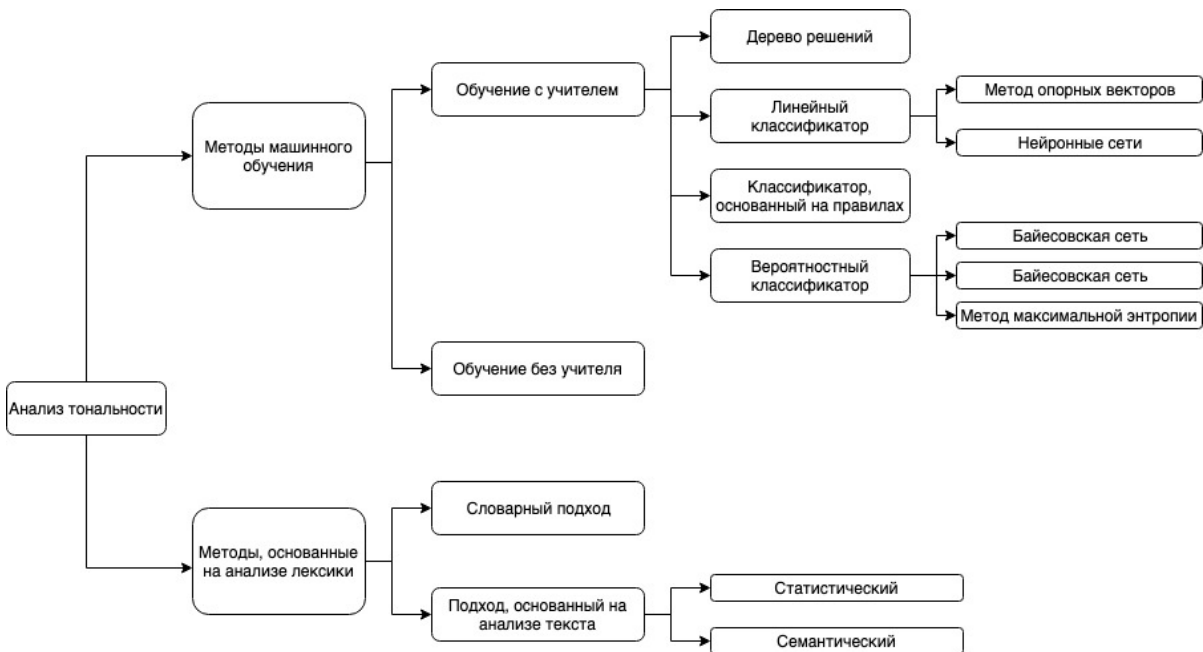 Дерево решений
Обучение с учителем
Линейный
классификатор
Метод опорных векторов
Нейронные сети
Методы машинного
обучения
Классификатор,
основанный на правилах
Вероятностный
классификатор
Байесовская сеть
Байесовская сеть
Метод максимальной энтропии
Обучение без учителя
Анализ тональности
Словарный подход
Методы, основанные
на анализе лексики
Подход, основанный на
анализе текста
Статистический
Семантический